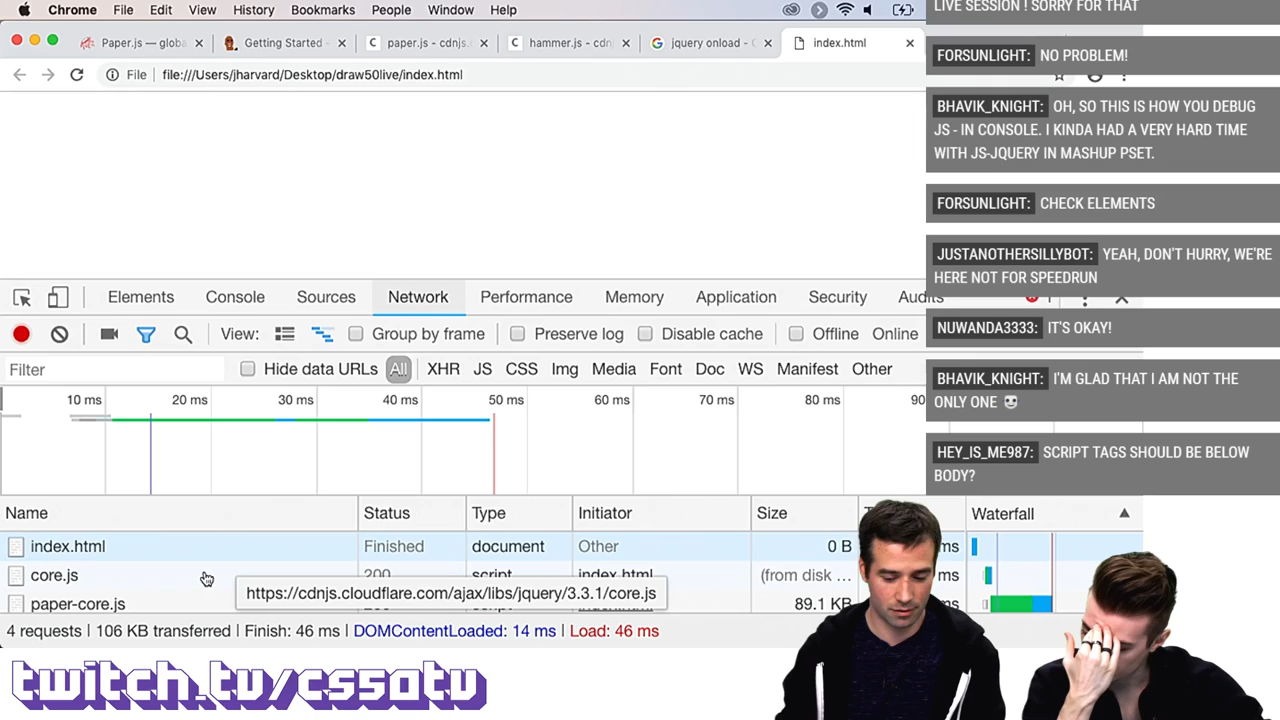 Chrome File Edit View History Bookmarks People Window Help
Paper.js — globa
Getting Started -
paper.js - cdnjs.c
hammer.js - cdn
jquery onload -
index.html
File
file:///Users/jharvard/Desktop/draw50live/index.html
LIVE SESSION ! SORRY FOR THAT
FORSUNLIGHT: NO PROBLEM!
BHAVIK_KNIGHT: OH, SO THIS IS HOW YOU DEBUG
JS - IN CONSOLE. I KINDA HAD A VERY HARD TIME
WITH JS-JQUERY IN MASHUP PSET.
FORSUNLIGHT: CHECK ELEMENTS
JUSTANOTHERSILLYBOT: YEAH, DON'T HURRY, WE'RE
HERE NOT FOR SPEEDRUN
NUWANDA3333: IT'S OKAY!
BHAVIK_KNIGHT: I'M GLAD THAT I AM NOT THE
ONLY ONE
HEY_IS_ME987: SCRIPT TAGS SHOULD BE BELOW
BODY?
Elements Console Sources Network Performance Memory Application Security Audits
View: Group by frame Preserve log Disable cache Offline Online
Filter Hide data URLs All XHR JS CSS Img Media Font Doc WS Manifest Other
10 ms 20 ms 30 ms 40 ms 50 ms 60 ms 70 ms 80 ms 90
Name Status Type Initiator Size Waterfall
index.html Finished document Other 0 B ms
core.js 200 script index.html (from disk … ms
https://cdnjs.cloudflare.com/ajax/libs/jquery/3.3.1/core.js
paper-core.js 89.1 KB ms
4 requests | 106 KB transferred | Finish: 46 ms | DOMContentLoaded: 14 ms | Load: 46 ms
twitch.tv/cs50tv